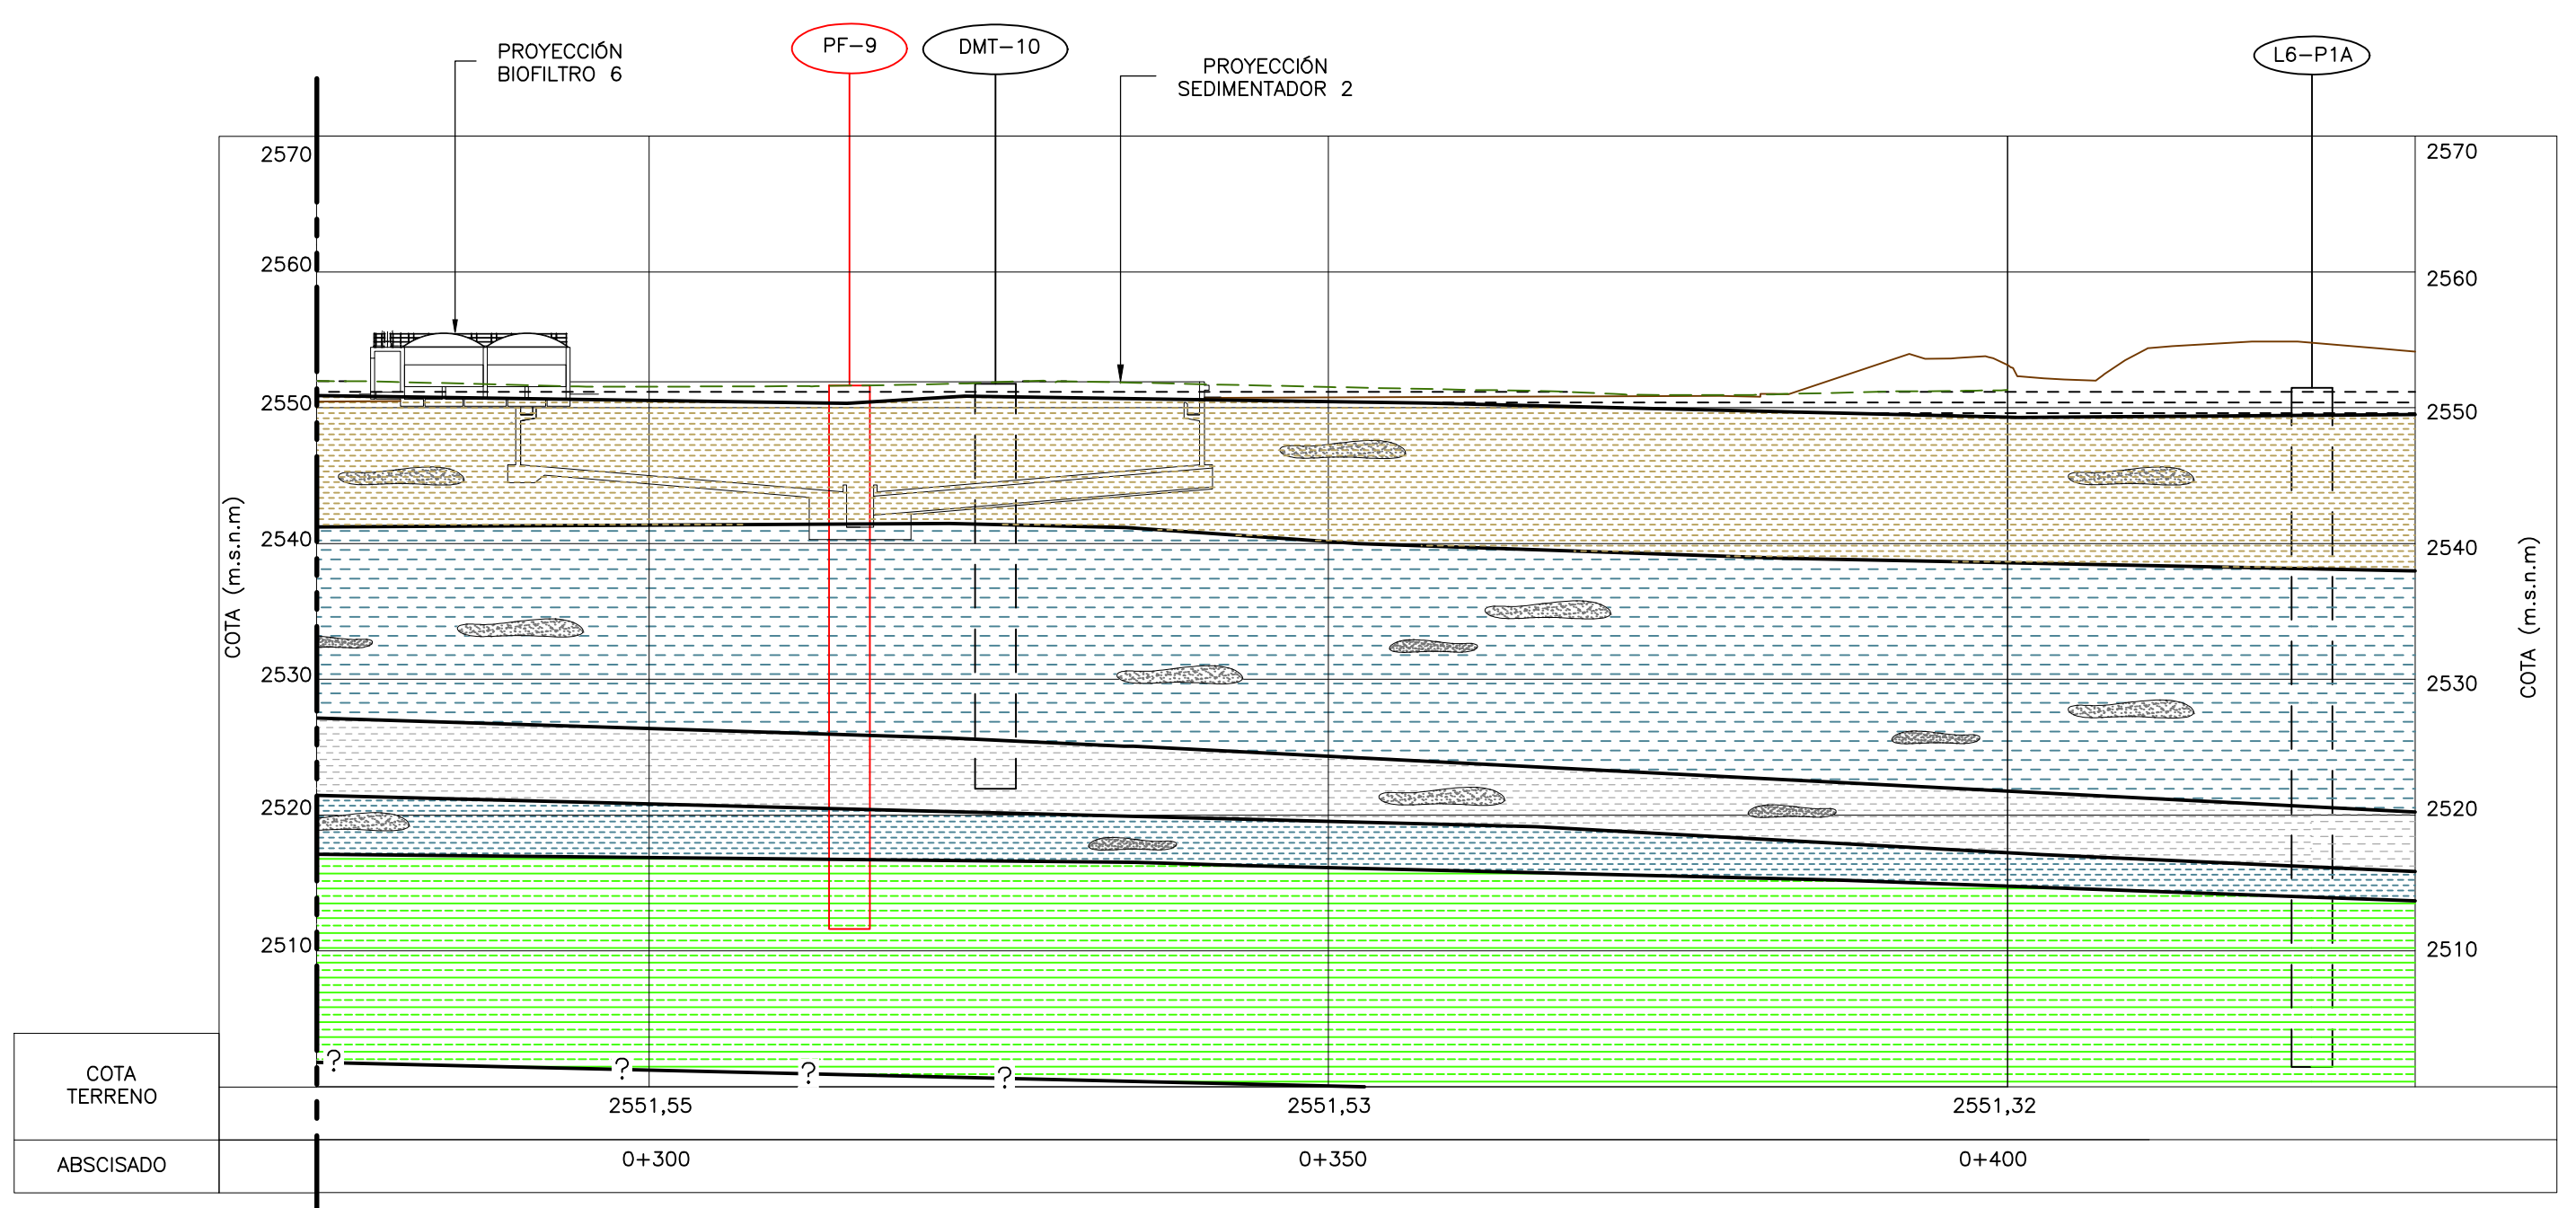 PROYECCIÓN
BIOFILTRO 6
PF-9
DMT-10
PROYECCIÓN
SEDIMENTADOR 2
L6-P1A
2570
2570
2560
2560
2550
2550
2540
2540
2530
2530
2520
2520
2510
2510
COTA (m.s.n.m)
COTA (m.s.n.m)
?
?
?
?
COTA
TERRENO
2551,55
2551,53
2551,32
ABSCISADO
0+300
0+350
0+400